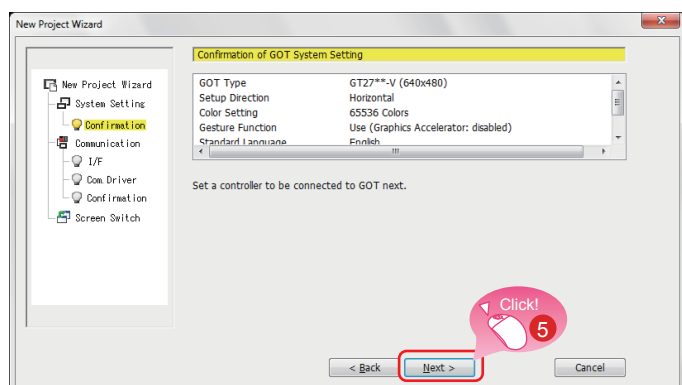 New Project Wizard
Confirmation of GOT System Setting
New Project Wizard
System Setting
Confirmation
Communication
I/F
Com.Driver
Confirmation
Screen Switch
GOT Type GT27**-V (640x480)
Setup Direction Horizontal
Color Setting 65536 Colors
Gesture Function Use (Graphics Accelerator: disabled)
Standard Language English
Set a controller to be connected to GOT next.
Click!
5
< Back Next > Cancel